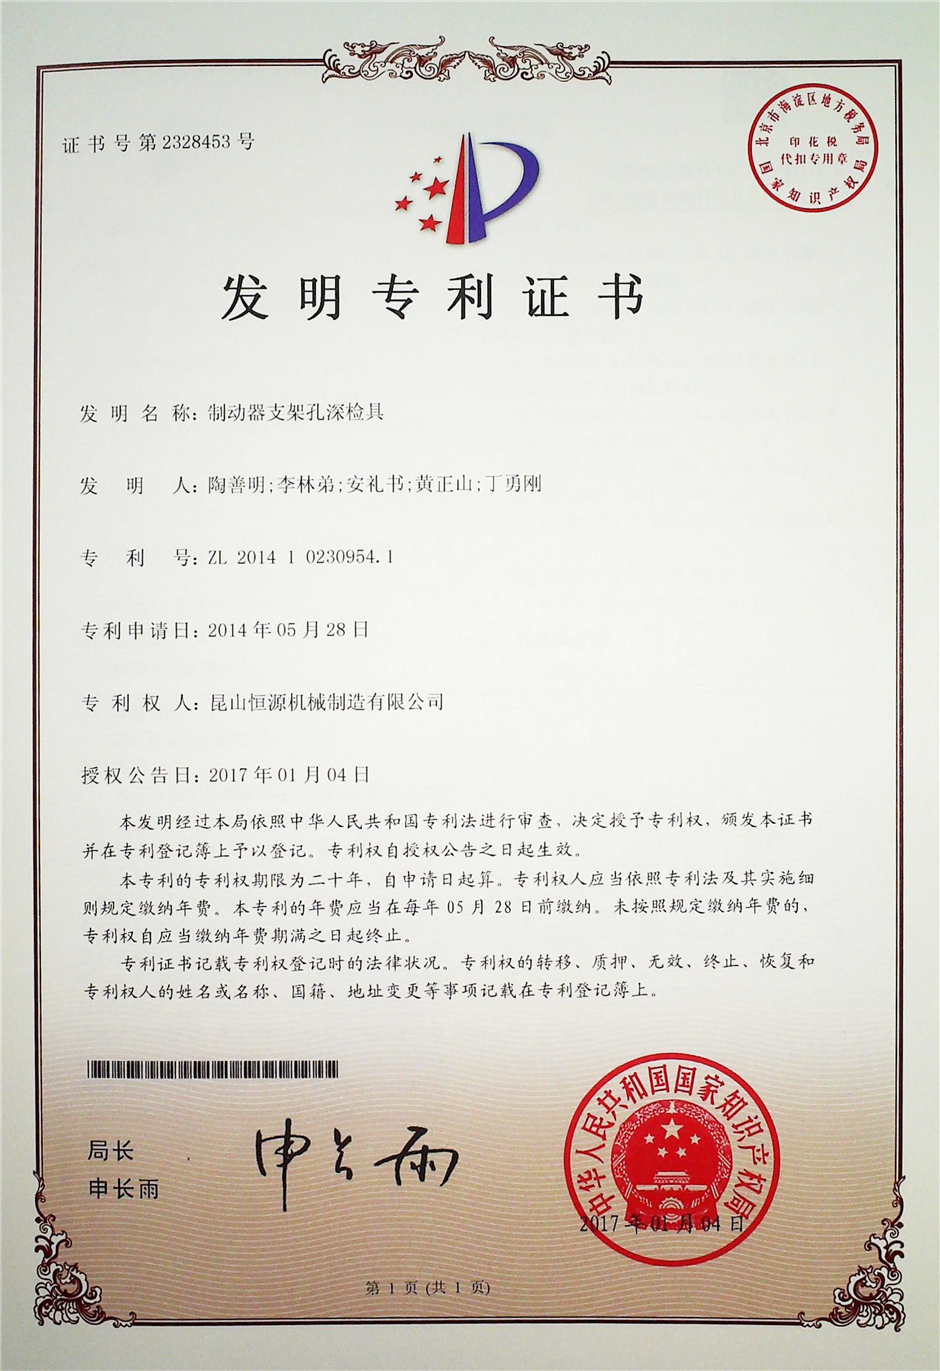 证书号第2328453号
北京市海淀区地方税务局
印花税
代扣专用章
国家知识产权局
发明专利证书
发明名称：制动器支架孔深检具
发明人：陶善明;李林弟;安礼书;黄正山;丁勇刚
专利号：ZL 2014 1 0230954.1
专利申请日：2014年05月28日
专利权人：昆山恒源机械制造有限公司
授权公告日：2017年01月04日
本发明经过本局依照中华人民共和国专利法进行审查，决定授予专利权，颁发本证书
并在专利登记簿上予以登记。专利权自授权公告之日起生效。
本专利的专利权期限为二十年，自申请日起算。专利权人应当依照专利法及其实施细
则规定缴纳年费。本专利的年费应当在每年05月28日前缴纳。未按照规定缴纳年费的，
专利权自应当缴纳年费期满之日起终止。
专利证书记载专利权登记时的法律状况。专利权的转移、质押、无效、终止、恢复和
专利权人的姓名或名称、国籍、地址变更等事项记载在专利登记簿上。
局长
申长雨
申长雨
中华人民共和国国家知识产权局
2017年01月04日
第1页(共1页)